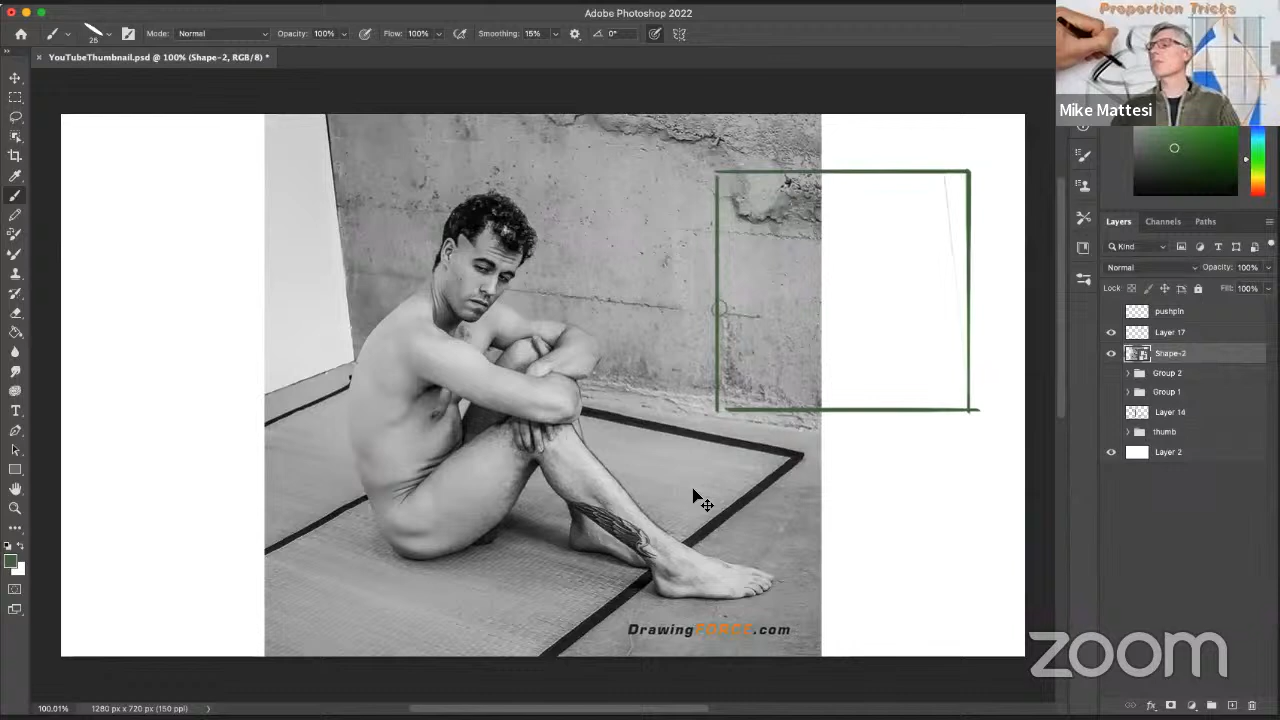 Adobe Photoshop 2022
Proportion Tricks
25
Mode: Normal
Opacity: 100%
Flow: 100%
Smoothing: 15%
0°
YouTubeThumbnail.psd @ 100% (Shape-2, RGB/8) *
Mike Mattesi
Layers
Channels
Paths
Kind
Normal
Opacity: 100%
Lock:
Fill: 100%
pushpin
Layer 17
Shape-2
Group 2
Group 1
Layer 14
thumb
Layer 2
DrawingFORCE.com
zoom
100.01%
1280 px x 720 px (150 ppi)
fx